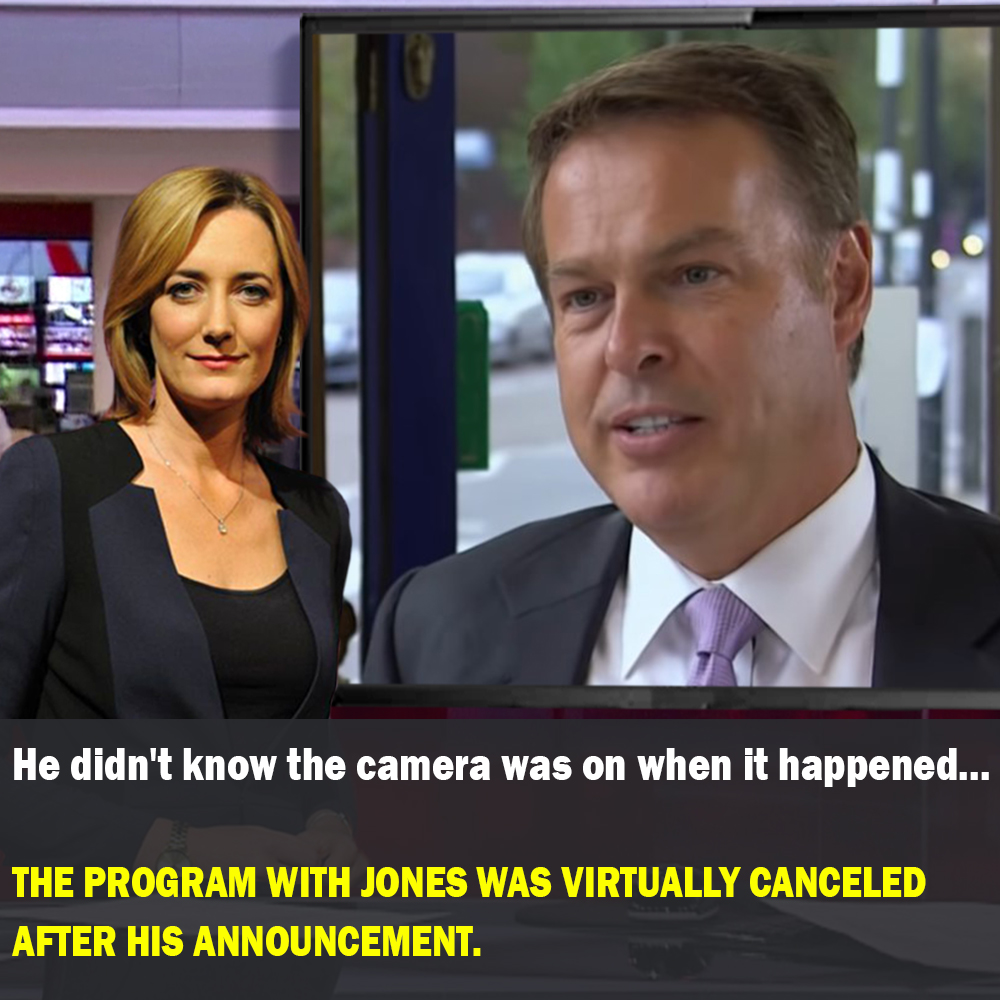 He didn't know the camera was on when it happened...
THE PROGRAM WITH JONES WAS VIRTUALLY CANCELED
AFTER HIS ANNOUNCEMENT.